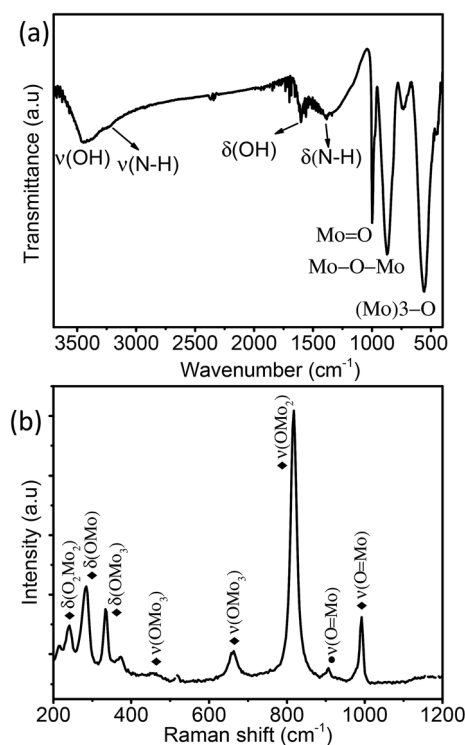 (a)
Transmittance (a.u)
ν(OH)
ν(N-H)
δ(OH)
δ(N-H)
Mo=O
Mo−O−Mo
(Mo)3−O
3500 3000 2500 2000 1500 1000 500
Wavenumber (cm-1)
(b)
Intensity (a.u)
◆ δ(O2Mo2)
◆ δ(OMo)
◆ δ(OMo3)
◆ ν(OMo3)
◆ ν(OMo3)
◆ ν(OMo2)
● ν(O=Mo)
◆ ν(O=Mo)
200 400 600 800 1000 1200
Raman shift (cm-1)